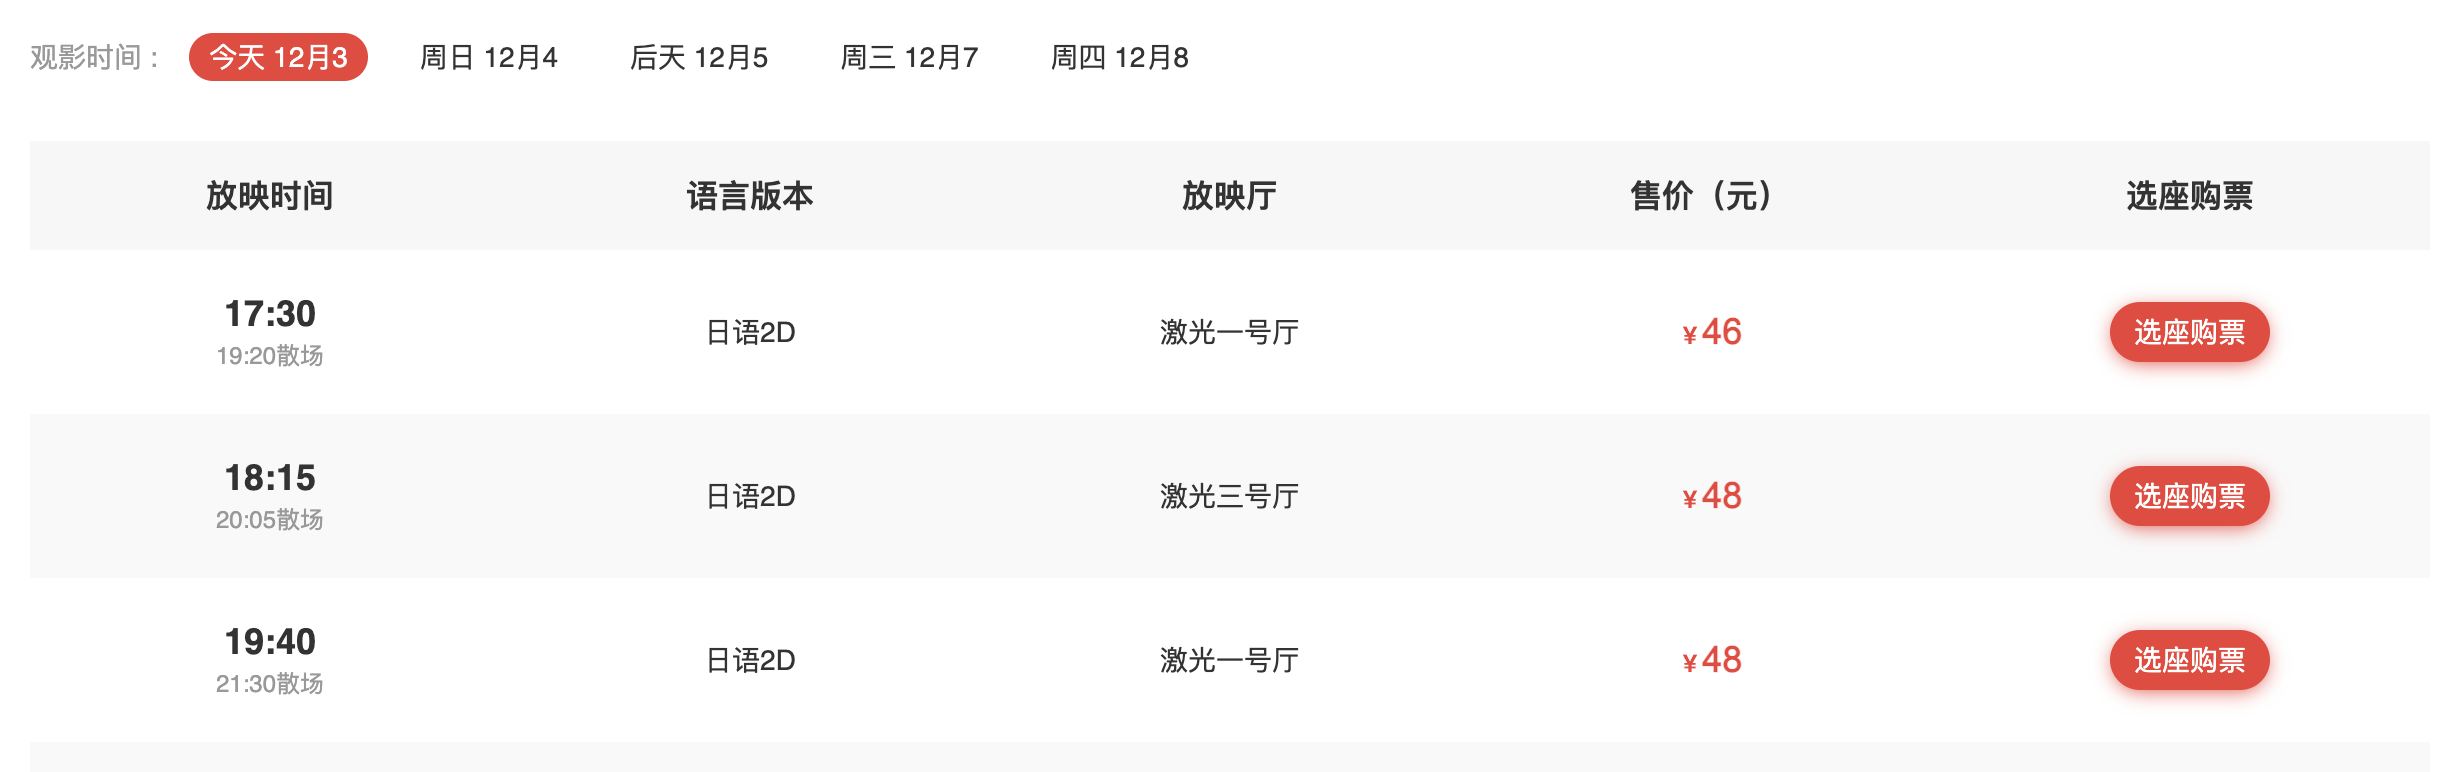 观影时间： 今天 12月3 周日 12月4 后天 12月5 周三 12月7 周四 12月8
放映时间 语言版本 放映厅 售价（元） 选座购票
17:30
19:20散场
日语2D 激光一号厅 ¥46 选座购票
18:15
20:05散场
日语2D 激光三号厅 ¥48 选座购票
19:40
21:30散场
日语2D 激光一号厅 ¥48 选座购票